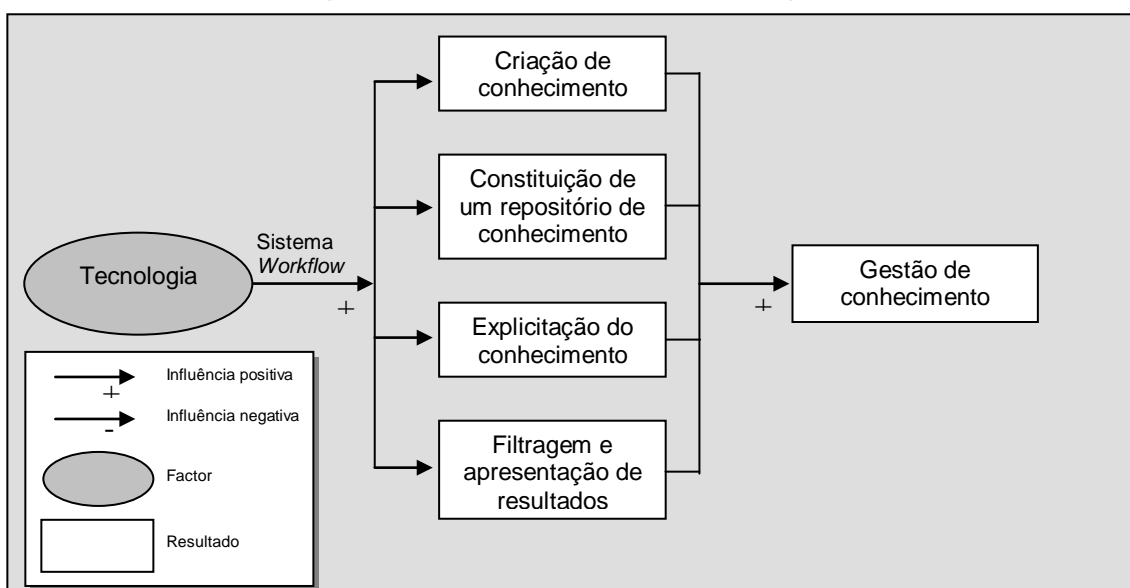 Criação de
conhecimento
Constituição de
um repositório de
conhecimento
Sistema
Workflow
Tecnologia
+
Gestão de
conhecimento
+
Explicitação do
conhecimento
Filtragem e
apresentação de
resultados
Influência positiva
+
Influência negativa
-
Factor
Resultado